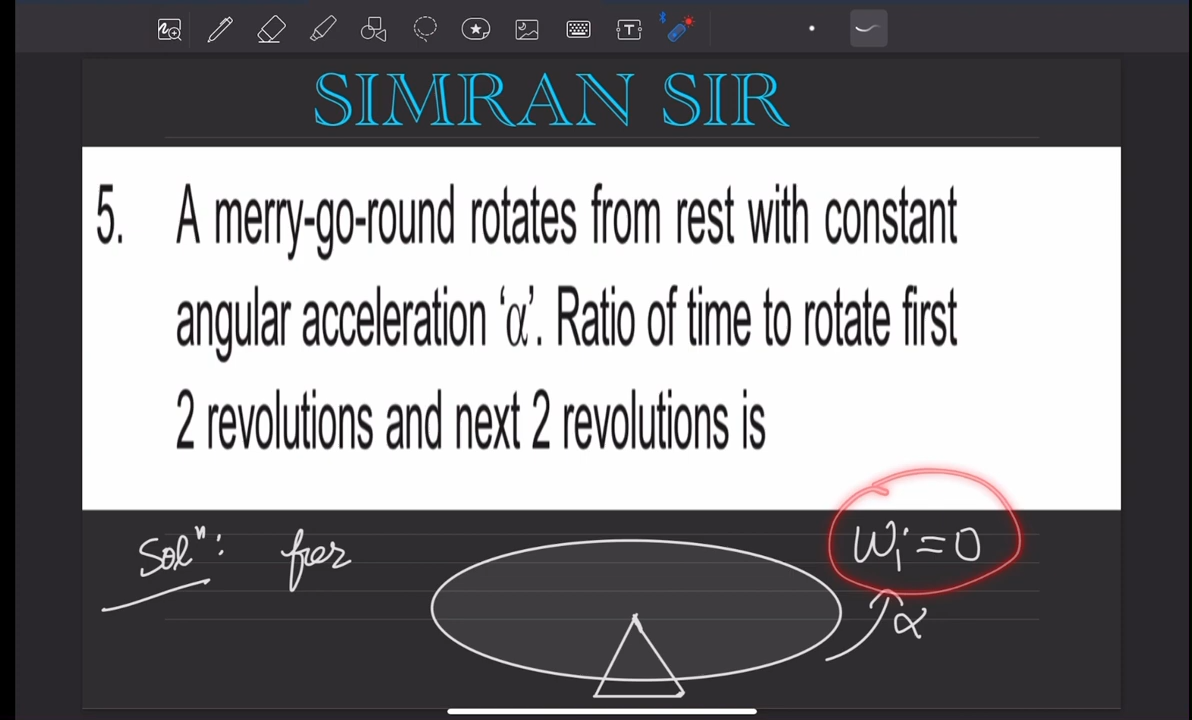 SIMRAN SIR
5. A merry-go-round rotates from rest with constant
angular acceleration ‘α’. Ratio of time to rotate first
2 revolutions and next 2 revolutions is
Solⁿ: for
ωi = 0
α